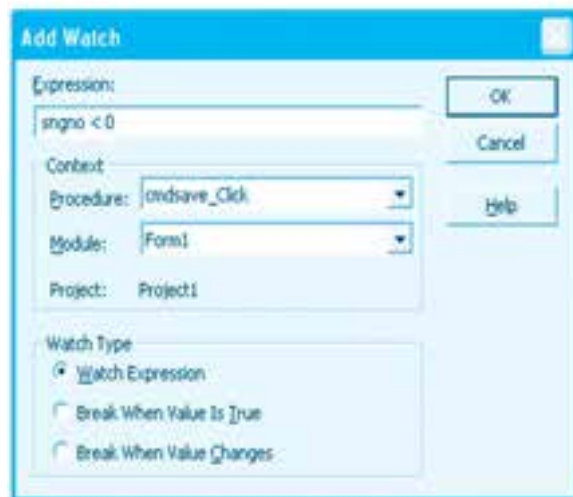 Add Watch
Expression:
sngno < 0
OK
Cancel
Help
Context
Procedure: cmdsave_Click
Module: Form1
Project: Project1
Watch Type
Watch Expression
Break When Value Is True
Break When Value Changes